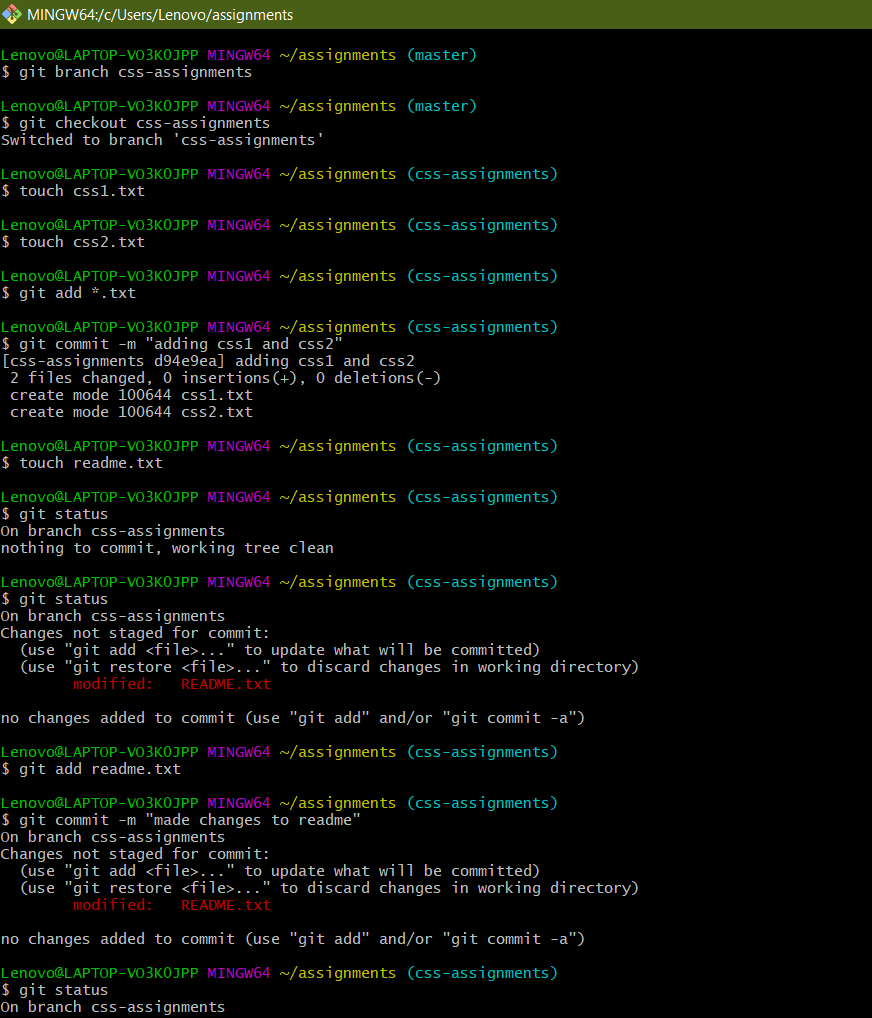 MINGW64:/c/Users/Lenovo/assignments
Lenovo@LAPTOP-VO3KOJPP MINGW64 ~/assignments (master)
$ git branch css-assignments
Lenovo@LAPTOP-VO3KOJPP MINGW64 ~/assignments (master)
$ git checkout css-assignments
Switched to branch 'css-assignments'
Lenovo@LAPTOP-VO3KOJPP MINGW64 ~/assignments (css-assignments)
$ touch css1.txt
Lenovo@LAPTOP-VO3KOJPP MINGW64 ~/assignments (css-assignments)
$ touch css2.txt
Lenovo@LAPTOP-VO3KOJPP MINGW64 ~/assignments (css-assignments)
$ git add *.txt
Lenovo@LAPTOP-VO3KOJPP MINGW64 ~/assignments (css-assignments)
$ git commit -m "adding css1 and css2"
[css-assignments d94e9ea] adding css1 and css2
 2 files changed, 0 insertions(+), 0 deletions(-)
 create mode 100644 css1.txt
 create mode 100644 css2.txt
Lenovo@LAPTOP-VO3KOJPP MINGW64 ~/assignments (css-assignments)
$ touch readme.txt
Lenovo@LAPTOP-VO3KOJPP MINGW64 ~/assignments (css-assignments)
$ git status
On branch css-assignments
nothing to commit, working tree clean
Lenovo@LAPTOP-VO3KOJPP MINGW64 ~/assignments (css-assignments)
$ git status
On branch css-assignments
Changes not staged for commit:
  (use "git add <file>..." to update what will be committed)
  (use "git restore <file>..." to discard changes in working directory)
        modified:   README.txt
no changes added to commit (use "git add" and/or "git commit -a")
Lenovo@LAPTOP-VO3KOJPP MINGW64 ~/assignments (css-assignments)
$ git add readme.txt
Lenovo@LAPTOP-VO3KOJPP MINGW64 ~/assignments (css-assignments)
$ git commit -m "made changes to readme"
On branch css-assignments
Changes not staged for commit:
  (use "git add <file>..." to update what will be committed)
  (use "git restore <file>..." to discard changes in working directory)
        modified:   README.txt
no changes added to commit (use "git add" and/or "git commit -a")
Lenovo@LAPTOP-VO3KOJPP MINGW64 ~/assignments (css-assignments)
$ git status
On branch css-assignments